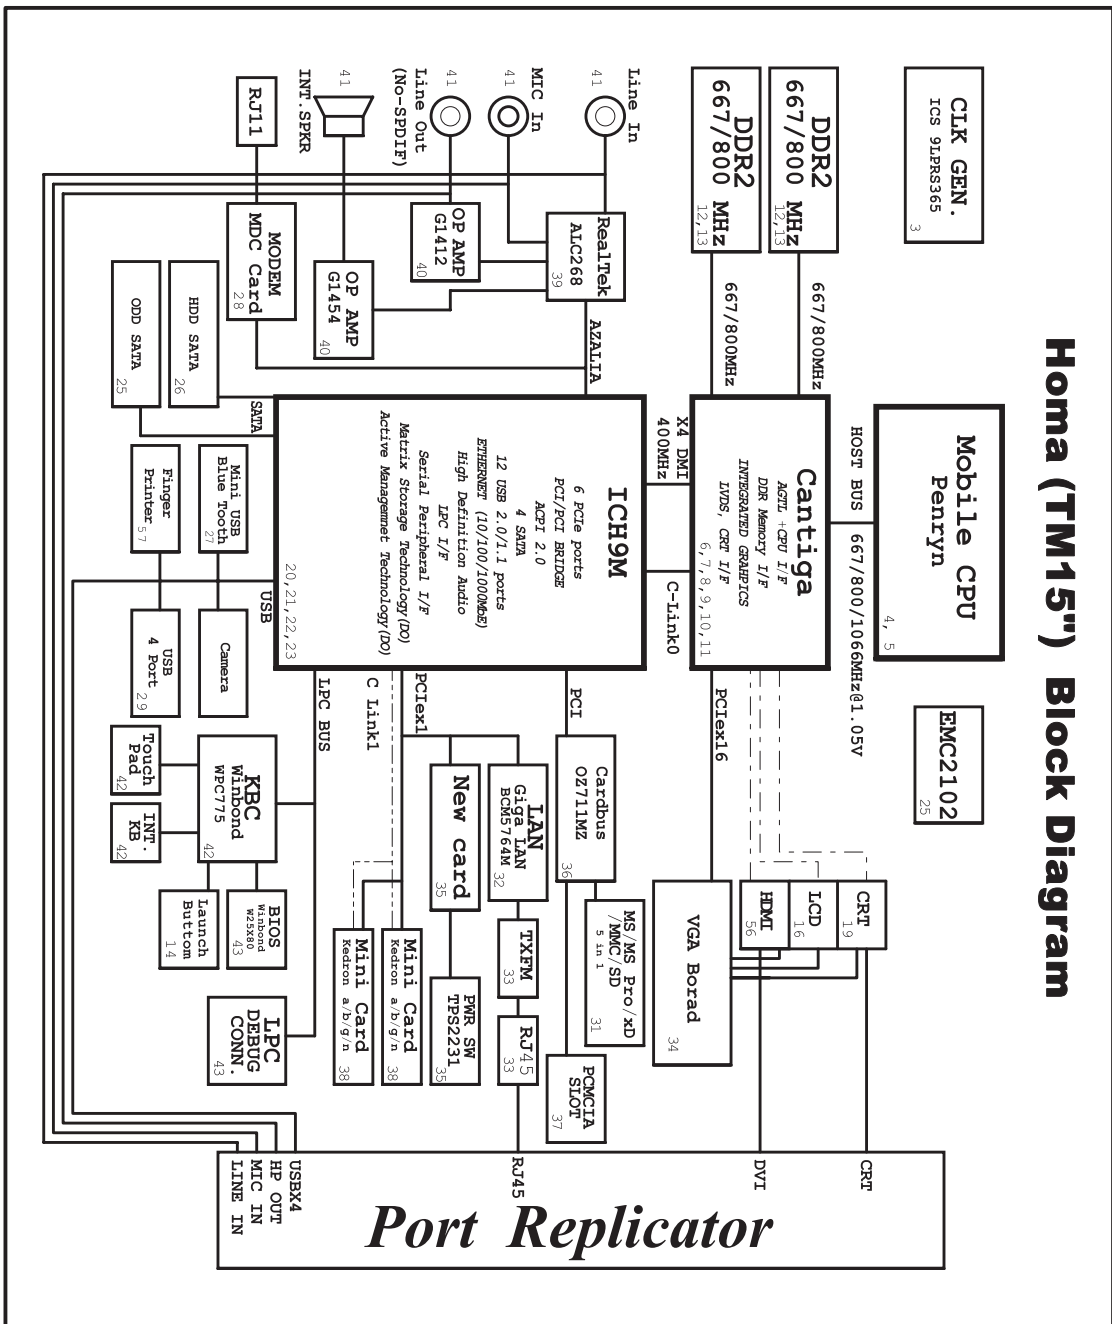 Homa (TM15") Block Diagram
CLK GEN.
ICS 9LPRS365
3
Mobile CPU
Penryn
4, 5
EMC2102
25
HOST BUS
667/800/1066MHz@1.05V
DDR2
667/800 MHz
12,13
667/800MHz
DDR2
667/800 MHz
12,13
667/800MHz
Cantiga
AGTL +CPU I/F
DDR Memory I/F
INTEGRATED GRAHPICS
LVDS, CRT I/F
6,7,8,9,10,11
CRT
19
LCD
16
HDMI
56
PCIex16
VGA Borad
34
X4 DMI
400MHz
C-Link0
Line In
41
MIC In
41
Line Out
(No-SPDIF)
41
INT.SPKR
41
RJ11
RealTek
ALC268
39
AZALIA
OP AMP
G1412
40
OP AMP
G1454
40
MODEM
MDC Card
28
HDD SATA
26
ODD SATA
25
SATA
ICH9M
6 PCIe ports
PCI/PCI BRIDGE
ACPI 2.0
4 SATA
12 USB 2.0/1.1 ports
ETHERNET (10/100/1000MbE)
High Definition Audio
LPC I/F
Serial Peripheral I/F
Matrix Storage Technology(DO)
Active Managemnet Technology(DO)
20,21,22,23
PCI
Cardbus
OZ711MZ
36
MS/MS Pro/xD
/MMC/SD
5 in 1
31
PCMCIA
SLOT
37
LAN
Giga LAN
BCM5764M
32
TXFM
33
RJ45
33
PCIex1
New card
35
PWR SW
TPS2231
35
C Link1
Mini Card
Kedron a/b/g/n
38
Mini Card
Kedron a/b/g/n
38
LPC BUS
USB
Mini USB
Blue Tooth
27
Camera
Finger
Printer
57
USB
4 Port
29
KBC
Winbond
WPC775
42
Touch
Pad
42
INT.
KB
42
BIOS
Winbond
W25X80
43
Launch
Buttom
14
LPC
DEBUG
CONN.
43
CRT
DVI
RJ45
USBX4
HP OUT
MIC IN
LINE IN
Port Replicator